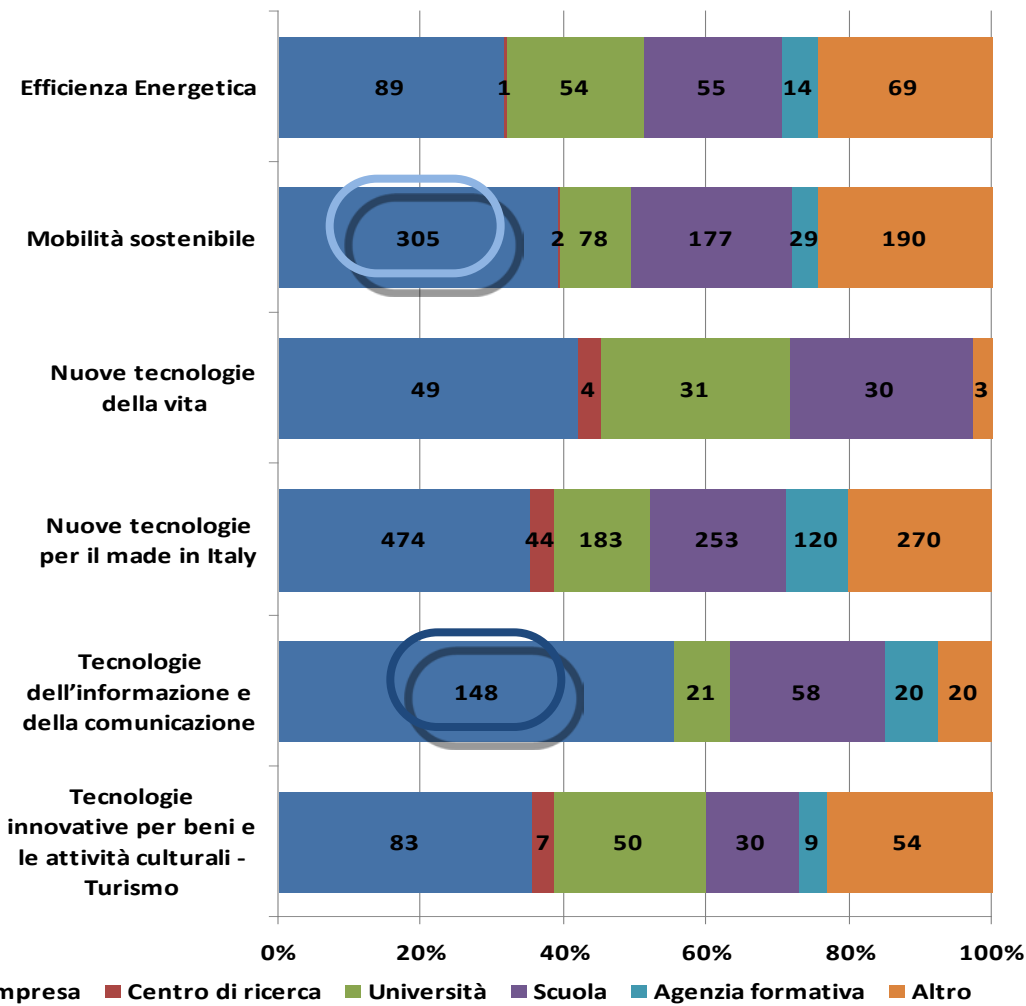 Efficienza Energetica
89 1 54 55 14 69
Mobilità sostenibile
305 2 78 177 29 190
Nuove tecnologie
della vita
49 4 31 30 3
Nuove tecnologie
per il made in Italy
474 44 183 253 120 270
Tecnologie
dell’informazione e
della comunicazione
148 21 58 20 20
Tecnologie
innovative per beni e
le attività culturali -
Turismo
83 7 50 30 9 54
0% 20% 40% 60% 80% 100%
mpresa Centro di ricerca Università Scuola Agenzia formativa Altro